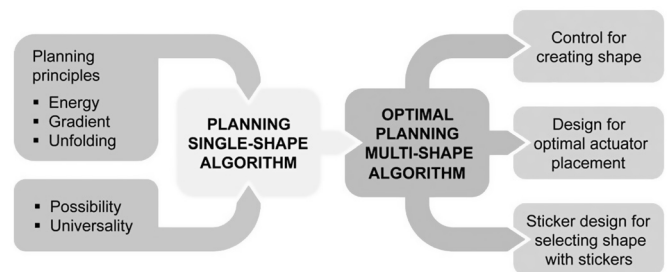 Planning
principles
▪ Energy
▪ Gradient
▪ Unfolding
▪ Possibility
▪ Universality
PLANNING
SINGLE-SHAPE
ALGORITHM
OPTIMAL
PLANNING
MULTI-SHAPE
ALGORITHM
Control for
creating shape
Design for
optimal actuator
placement
Sticker design for
selecting shape
with stickers